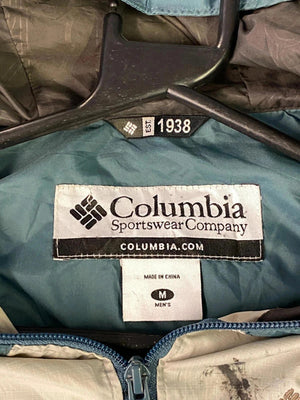 EST. 1938
Columbia
Sportswear Company
COLUMBIA.COM
MADE IN CHINA
M
MEN'S